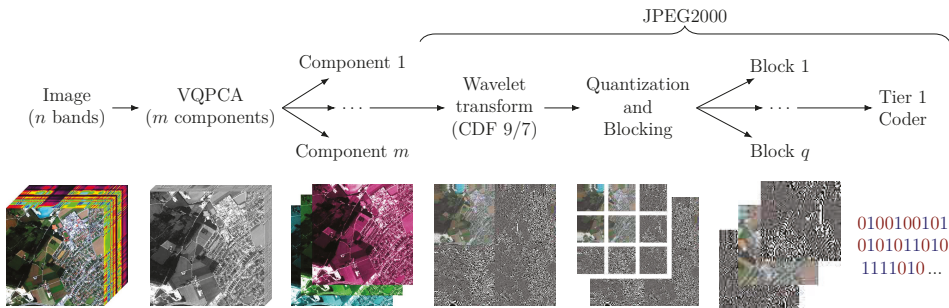 JPEG2000
Image
(n bands)
VQPCA
(m components)
Component 1
· · ·
Component m
Wavelet
transform
(CDF 9/7)
Quantization
and
Blocking
Block 1
· · ·
Block q
Tier 1
Coder
0100100101
0101011010
1111010 ...